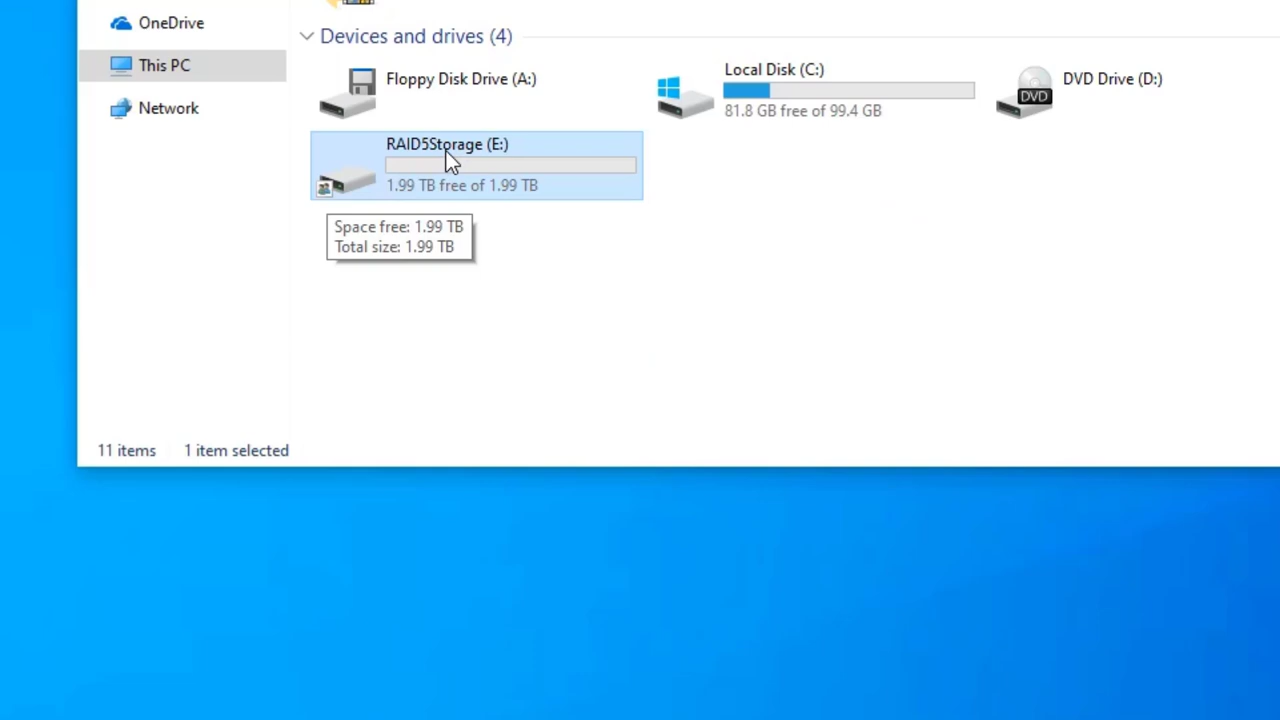 OneDrive
This PC
Network
Devices and drives (4)
Floppy Disk Drive (A:)
Local Disk (C:)
81.8 GB free of 99.4 GB
DVD Drive (D:)
DVD
RAID5Storage (E:)
1.99 TB free of 1.99 TB
Space free: 1.99 TB
Total size: 1.99 TB
11 items
1 item selected